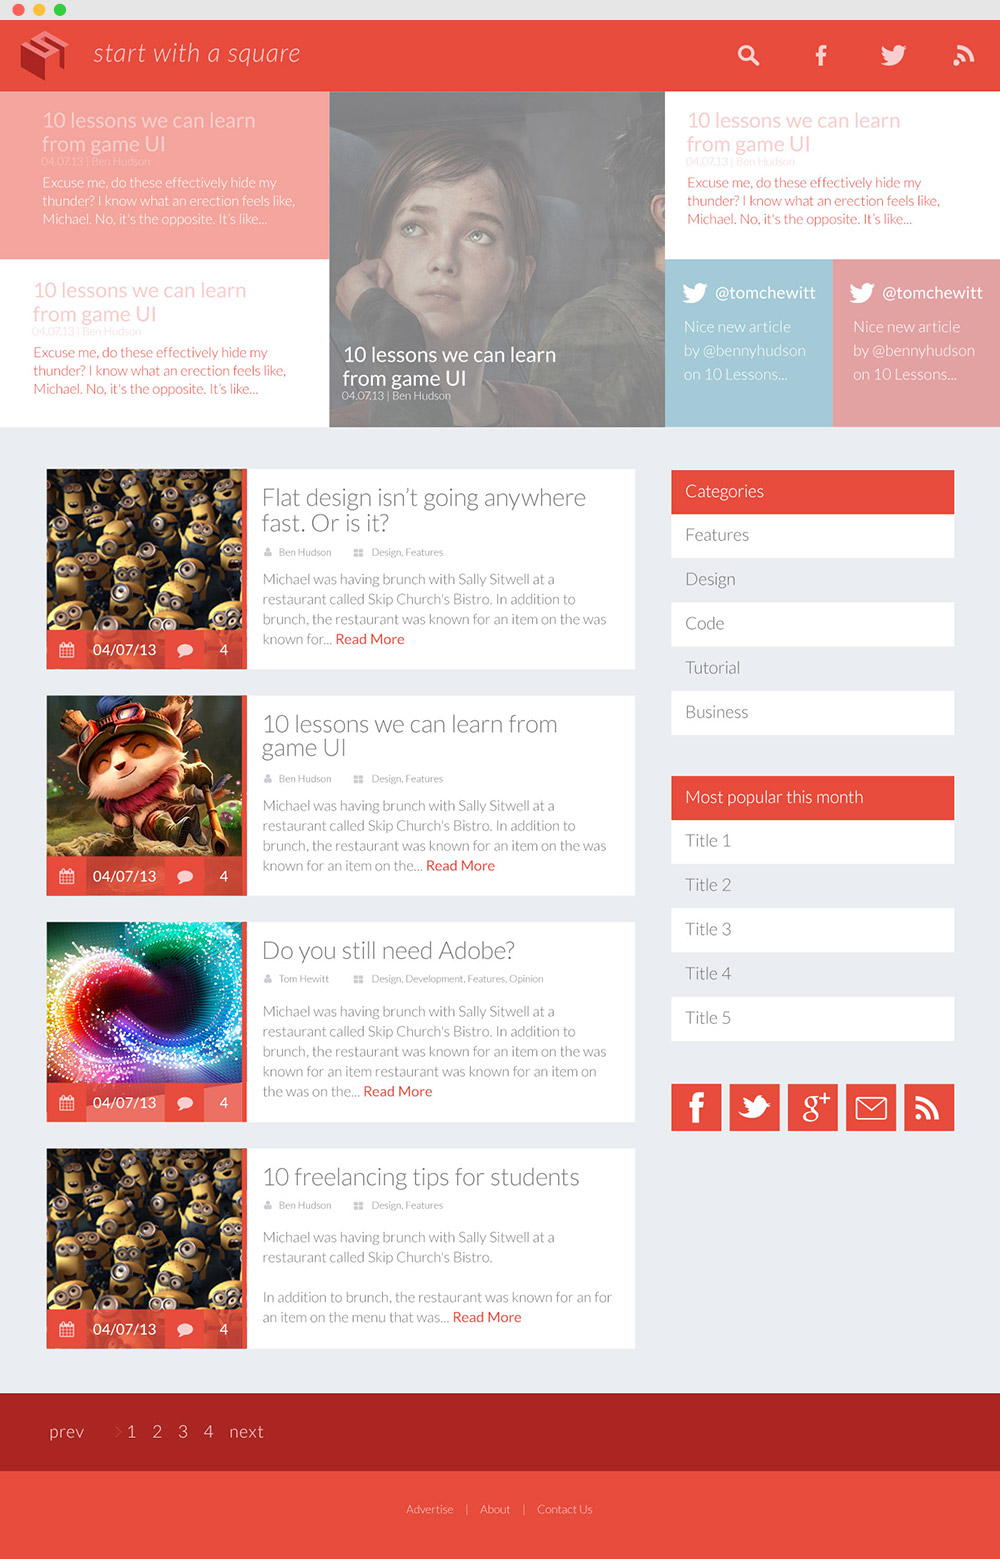 start with a square
10 lessons we can learn
from game UI
04.07.13 | Ben Hudson
Excuse me, do these effectively hide my
thunder? I know what an erection feels like,
Michael. No, it's the opposite. It's like...
10 lessons we can learn
from game UI
04.07.13 | Ben Hudson
Excuse me, do these effectively hide my
thunder? I know what an erection feels like,
Michael. No, it's the opposite. It's like...
10 lessons we can learn
from game UI
04.07.13 | Ben Hudson
10 lessons we can learn
from game UI
04.07.13 | Ben Hudson
Excuse me, do these effectively hide my
thunder? I know what an erection feels like,
Michael. No, it's the opposite. It's like...
@tomchewitt
Nice new article
by @bennyhudson
on 10 Lessons...
@tomchewitt
Nice new article
by @bennyhudson
on 10 Lessons...
Flat design isn't going anywhere
fast. Or is it?
Ben Hudson Design, Features
Michael was having brunch with Sally Sitwell at a
restaurant called Skip Church's Bistro. In addition to
brunch, the restaurant was known for an item on the was
known for... Read More
04/07/13 4
10 lessons we can learn from
game UI
Ben Hudson Design, Features
Michael was having brunch with Sally Sitwell at a
restaurant called Skip Church's Bistro. In addition to
brunch, the restaurant was known for an item on the was
known for an item on the... Read More
04/07/13 4
Do you still need Adobe?
Tom Hewitt Design, Development, Features, Opinion
Michael was having brunch with Sally Sitwell at a
restaurant called Skip Church's Bistro. In addition to
brunch, the restaurant was known for an item on the was
known for an item restaurant was known for an item on
the was on the... Read More
04/07/13 4
10 freelancing tips for students
Ben Hudson Design, Features
Michael was having brunch with Sally Sitwell at a
restaurant called Skip Church's Bistro.
In addition to brunch, the restaurant was known for an for
an item on the menu that was... Read More
04/07/13 4
Categories
Features
Design
Code
Tutorial
Business
Most popular this month
Title 1
Title 2
Title 3
Title 4
Title 5
prev > 1 2 3 4 next
Advertise | About | Contact Us